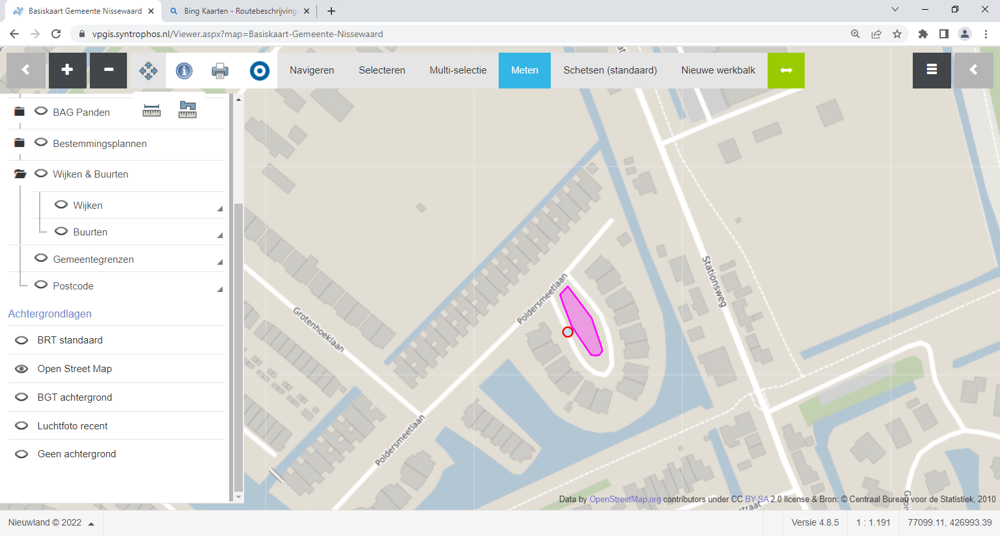 Basiskaart Gemeente Nissewaard
Bing Kaarten - Routebeschrijving
vpgis.syntrophos.nl/Viewer.aspx?map=Basiskaart-Gemeente-Nissewaard
Navigeren
Selecteren
Multi-selectie
Meten
Schetsen (standaard)
Nieuwe werkbalk
BAG Panden
Bestemmingsplannen
Wijken & Buurten
Wijken
Buurten
Gemeentegrenzen
Postcode
Achtergrondlagen
BRT standaard
Open Street Map
BGT achtergrond
Luchtfoto recent
Geen achtergrond
Stationsweg
Poldersmeetlaan
Grotenhoeklaan
Poldersmeetlaan
Data by OpenStreetMap.org contributors under CC BY-SA 2.0 license & Bron: © Centraal Bureau voor de Statistiek, 2010
Nieuwland © 2022
Versie 4.8.5
1 : 1.191
77099.11, 426993.39